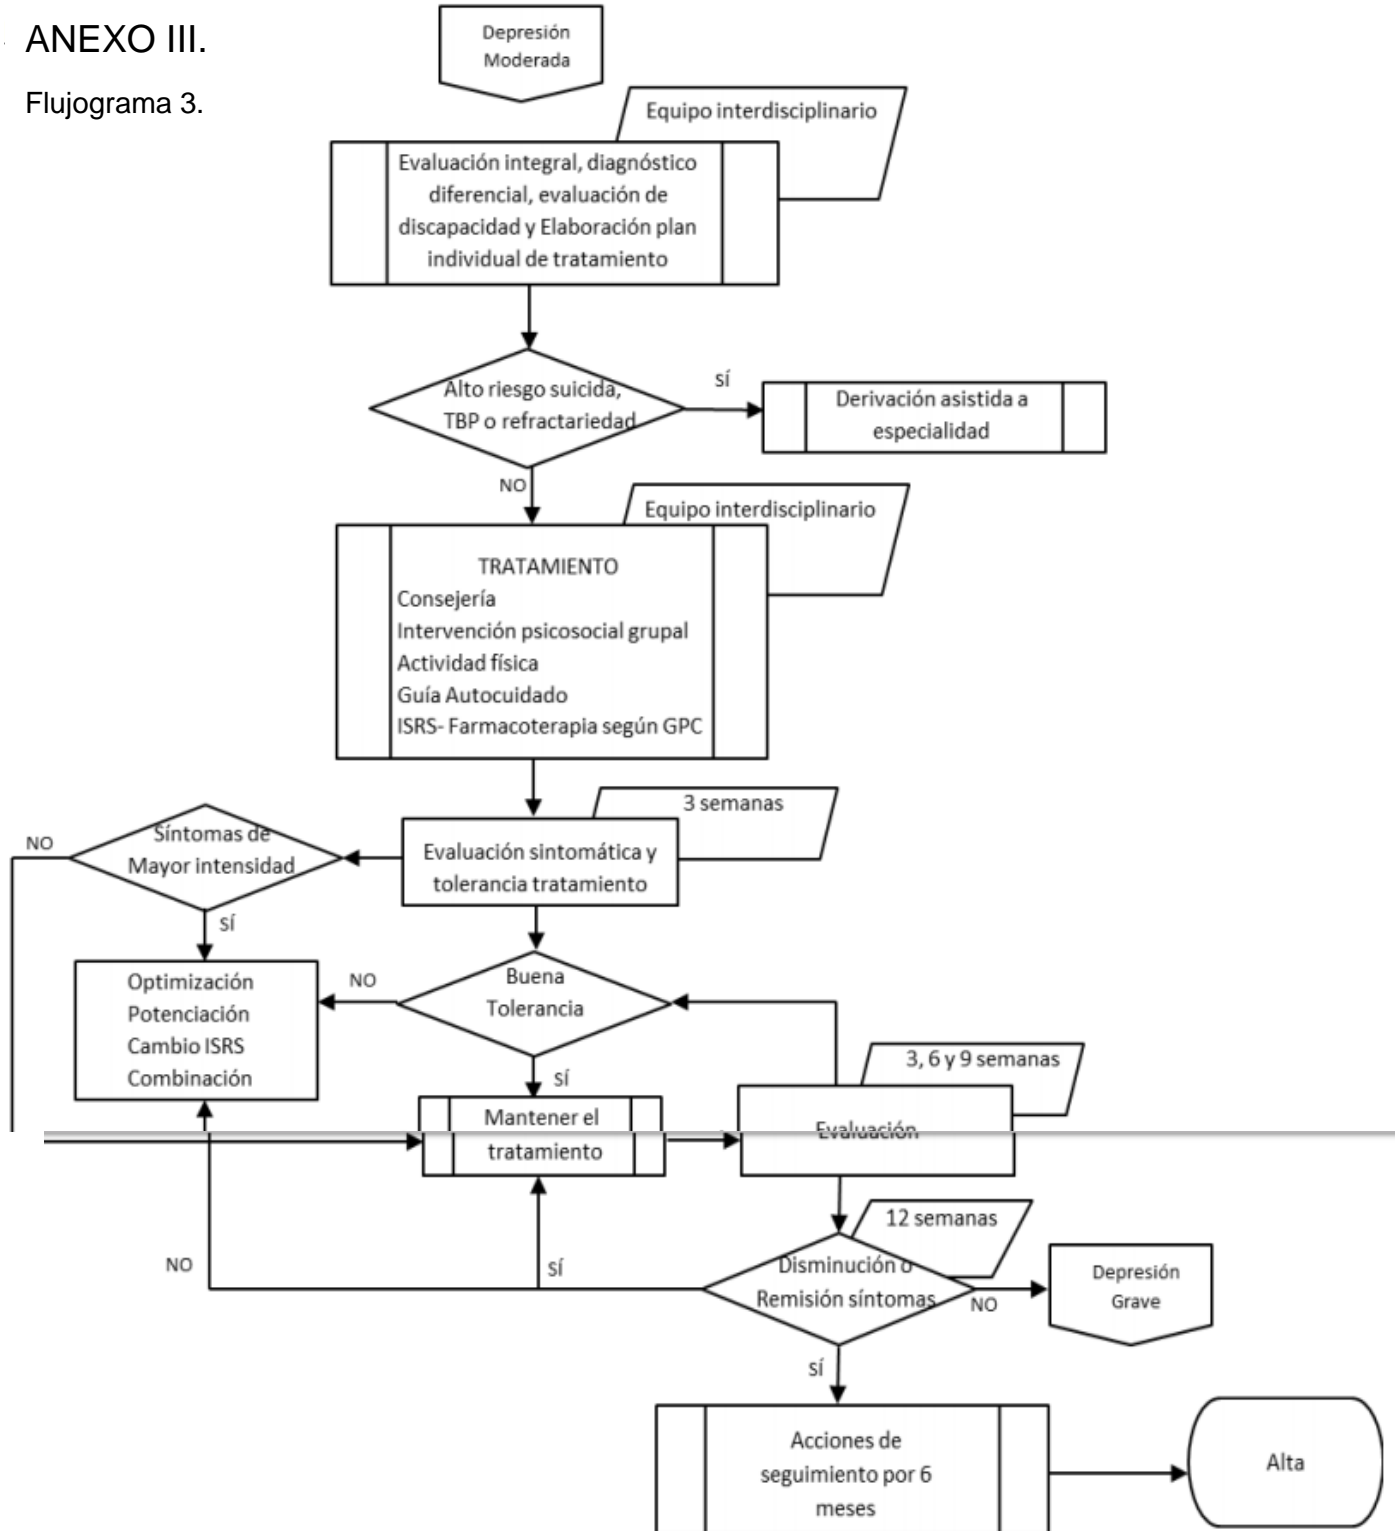 ANEXO III.
Flujograma 3.
Depresión
Moderada
Equipo interdisciplinario
Evaluación integral, diagnóstico
diferencial, evaluación de
discapacidad y Elaboración plan
individual de tratamiento
Alto riesgo suicida,
TBP o refractariedad
SÍ
Derivación asistida a
especialidad
NO
Equipo interdisciplinario
TRATAMIENTO
Consejería
Intervención psicosocial grupal
Actividad física
Guía Autocuidado
ISRS- Farmacoterapia según GPC
3 semanas
Evaluación sintomática y
tolerancia tratamiento
Síntomas de
Mayor intensidad
NO
SÍ
Optimización
Potenciación
Cambio ISRS
Combinación
NO
Buena
Tolerancia
SÍ
Mantener el
tratamiento
3, 6 y 9 semanas
Evaluación
12 semanas
Disminución o
Remisión síntomas
NO
SÍ
NO
Depresión
Grave
SÍ
Acciones de
seguimiento por 6
meses
Alta